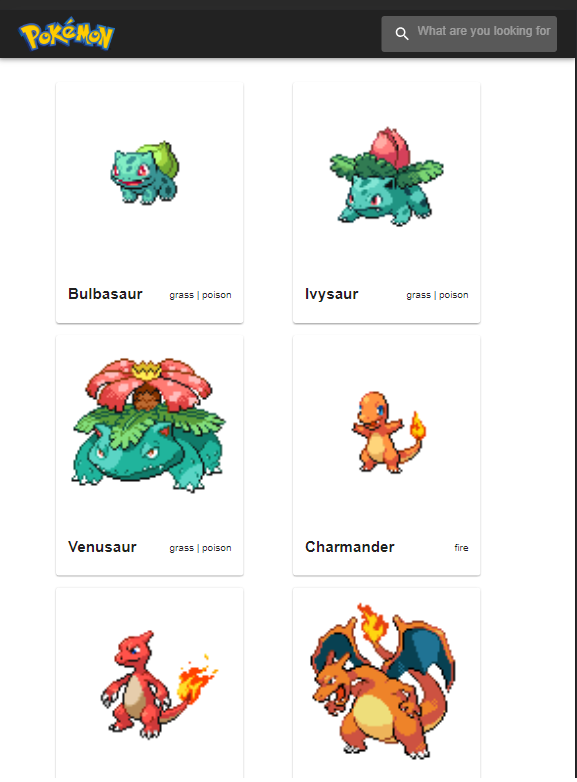 POKéMON
What are you looking for
Bulbasaur
grass | poison
Ivysaur
grass | poison
Venusaur
grass | poison
Charmander
fire